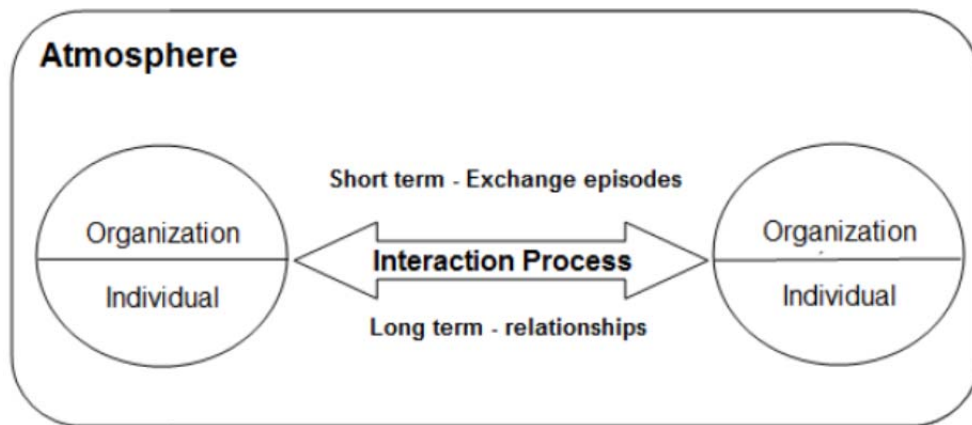 Atmosphere
Short term - Exchange episodes
Organization
Individual
Interaction Process
Organization
Individual
Long term - relationships